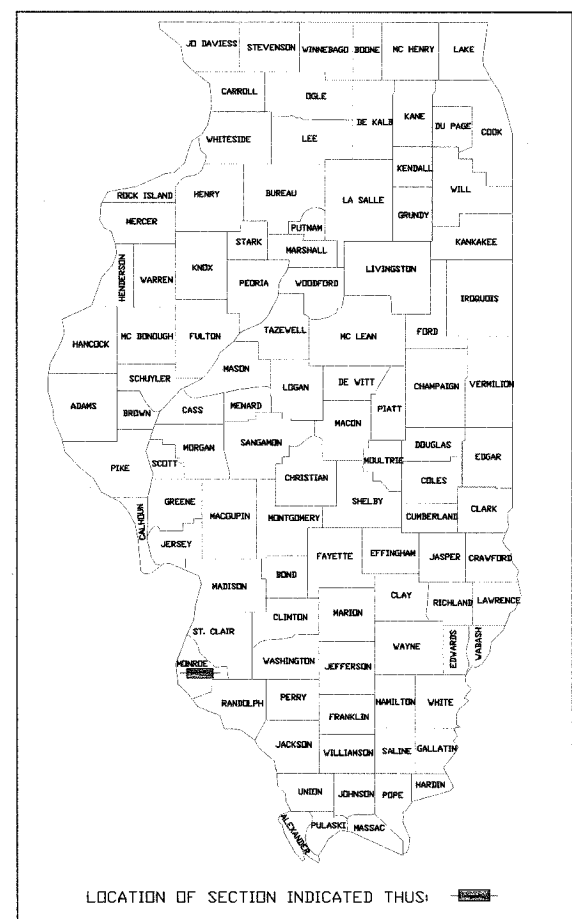 JO DAVIESS STEVENSON WINNEBAGO BOONE MC HENRY LAKE
CARROLL OGLE
DE KALB KANE DU PAGE COOK
WHITESIDE LEE
KENDALL WILL
ROCK ISLAND HENRY BUREAU LA SALLE
GRUNDY
MERCER PUTNAM
STARK MARSHALL KANKAKEE
HENDERSON WARREN KNOX PEORIA WOODFORD LIVINGSTON IROQUOIS
HANCOCK MC DONOUGH FULTON TAZEWELL MC LEAN FORD
MASON
SCHUYLER DE WITT
ADAMS BROWN CASS MENARD LOGAN CHAMPAIGN VERMILION
PIATT
MACON
MORGAN SANGAMON DOUGLAS EDGAR
PIKE SCOTT MOULTRIE
CHRISTIAN COLES
GREENE SHELBY
CALHOUN MACOUPIN MONTGOMERY CUMBERLAND CLARK
JERSEY
FAYETTE EFFINGHAM JASPER CRAWFORD
MADISON BOND
CLAY
CLINTON MARION RICHLAND LAWRENCE
ST. CLAIR WAYNE EDWARDS WABASH
MONROE WASHINGTON JEFFERSON
RANDOLPH PERRY HAMILTON WHITE
FRANKLIN
JACKSON WILLIAMSON SALINE GALLATIN
HARDIN
UNION JOHNSON POPE
ALEXANDER PULASKI MASSAC
LOCATION OF SECTION INDICATED THUS: